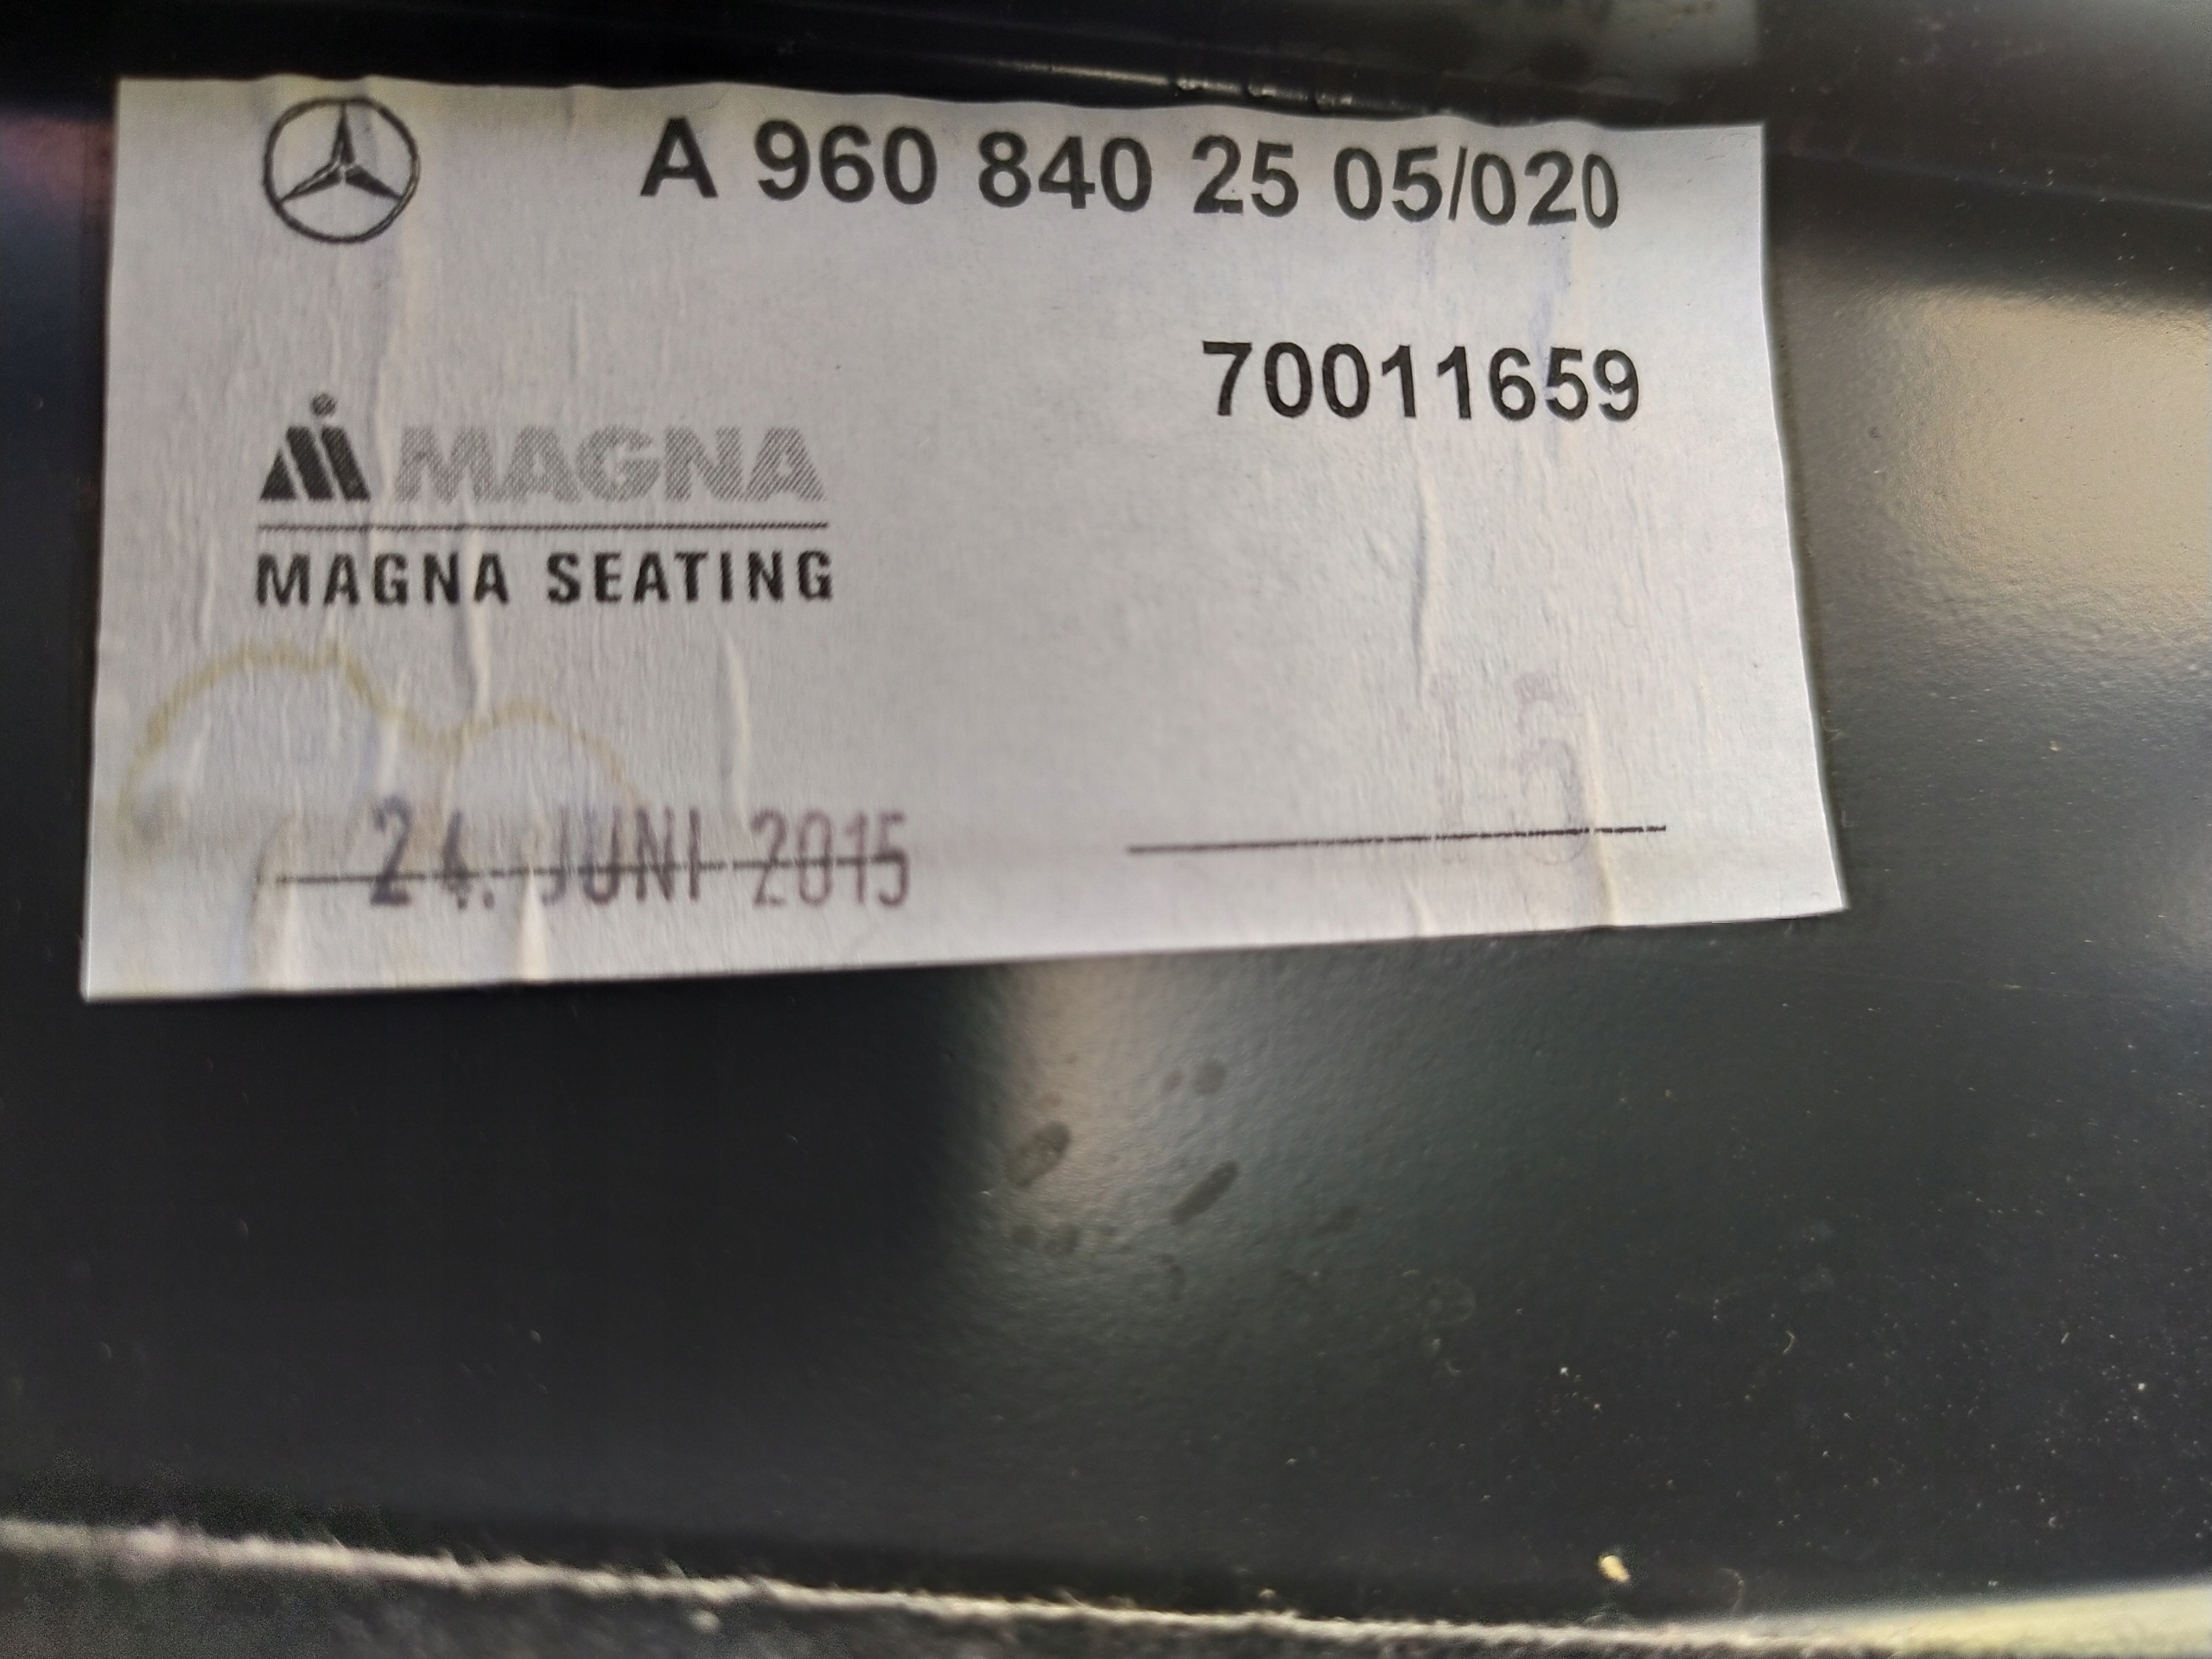 A 960 840 25 05/020
70011659
MAGNA
MAGNA SEATING
24. JUNI 2015